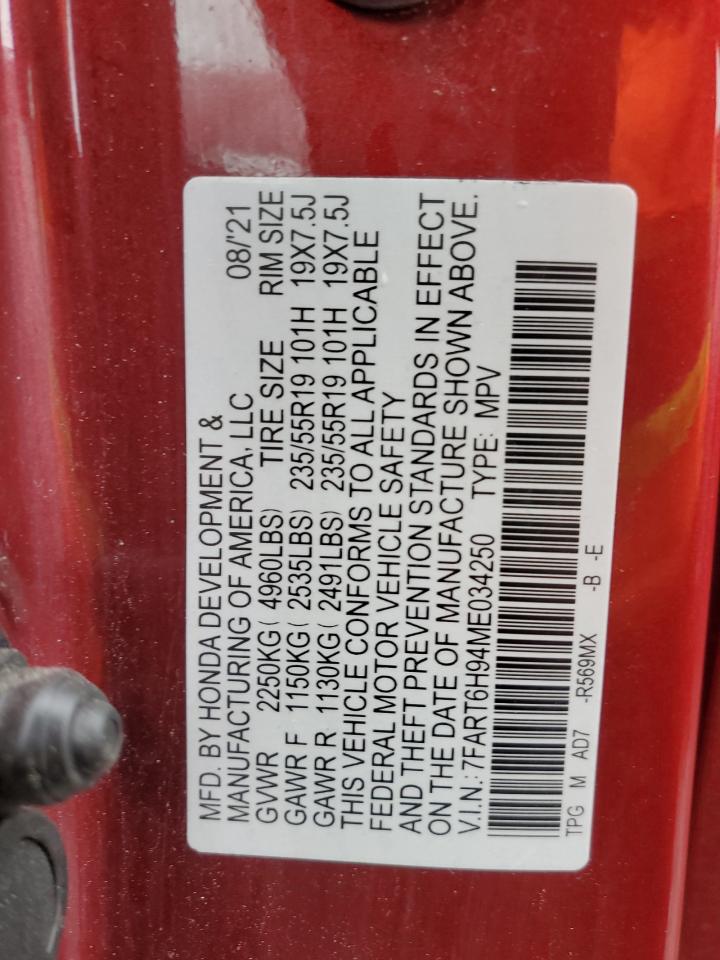 MFD. BY HONDA DEVELOPMENT &
MANUFACTURING OF AMERICA, LLC 08/'21
GVWR 2250KG( 4960LBS) TIRE SIZE RIM SIZE
GAWR F 1150KG( 2535LBS) 235/55R19 101H 19X7.5J
GAWR R 1130KG( 2491LBS) 235/55R19 101H 19X7.5J
THIS VEHICLE CONFORMS TO ALL APPLICABLE
FEDERAL MOTOR VEHICLE SAFETY
AND THEFT PREVENTION STANDARDS IN EFFECT
ON THE DATE OF MANUFACTURE SHOWN ABOVE.
V.I.N.: 7FART6H94ME034250 TYPE: MPV
TPG M AD7 -R569MX -B -E